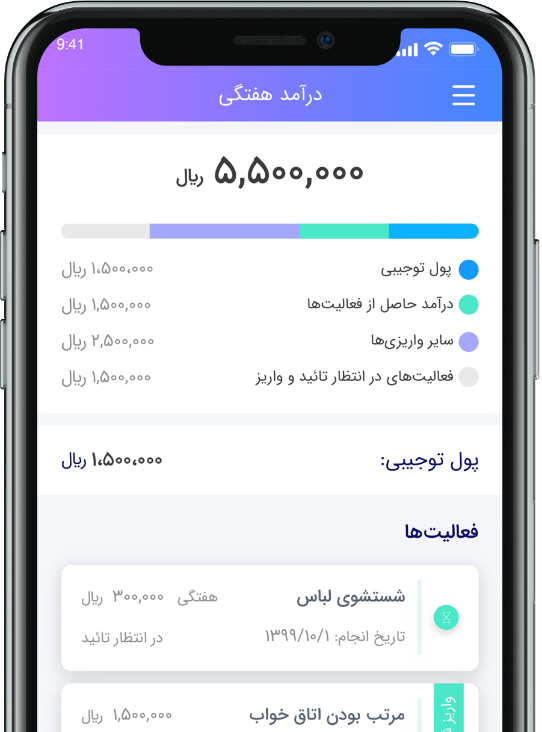 9:41
درآمد هفتگی
۵,۵۰۰,۰۰۰ ریال
پول توجیبی ۱،۵۰۰،۰۰۰ ریال
درآمد حاصل از فعالیت‌ها ۱,۵۰۰,۰۰۰ ریال
سایر واریزی‌ها ۲,۵۰۰,۰۰۰ ریال
فعالیت‌های در انتظار تائید و واریز ۱,۵۰۰,۰۰۰ ریال
پول توجیبی: ۱،۵۰۰،۰۰۰ ریال
فعالیت‌ها
شستشوی لباس هفتگی ۳۰۰,۰۰۰ ریال
تاریخ انجام: ۱۳۹۹/۱۰/۱ در انتظار تائید
واریز
مرتب بودن اتاق خواب ۱,۵۰۰,۰۰۰ ریال